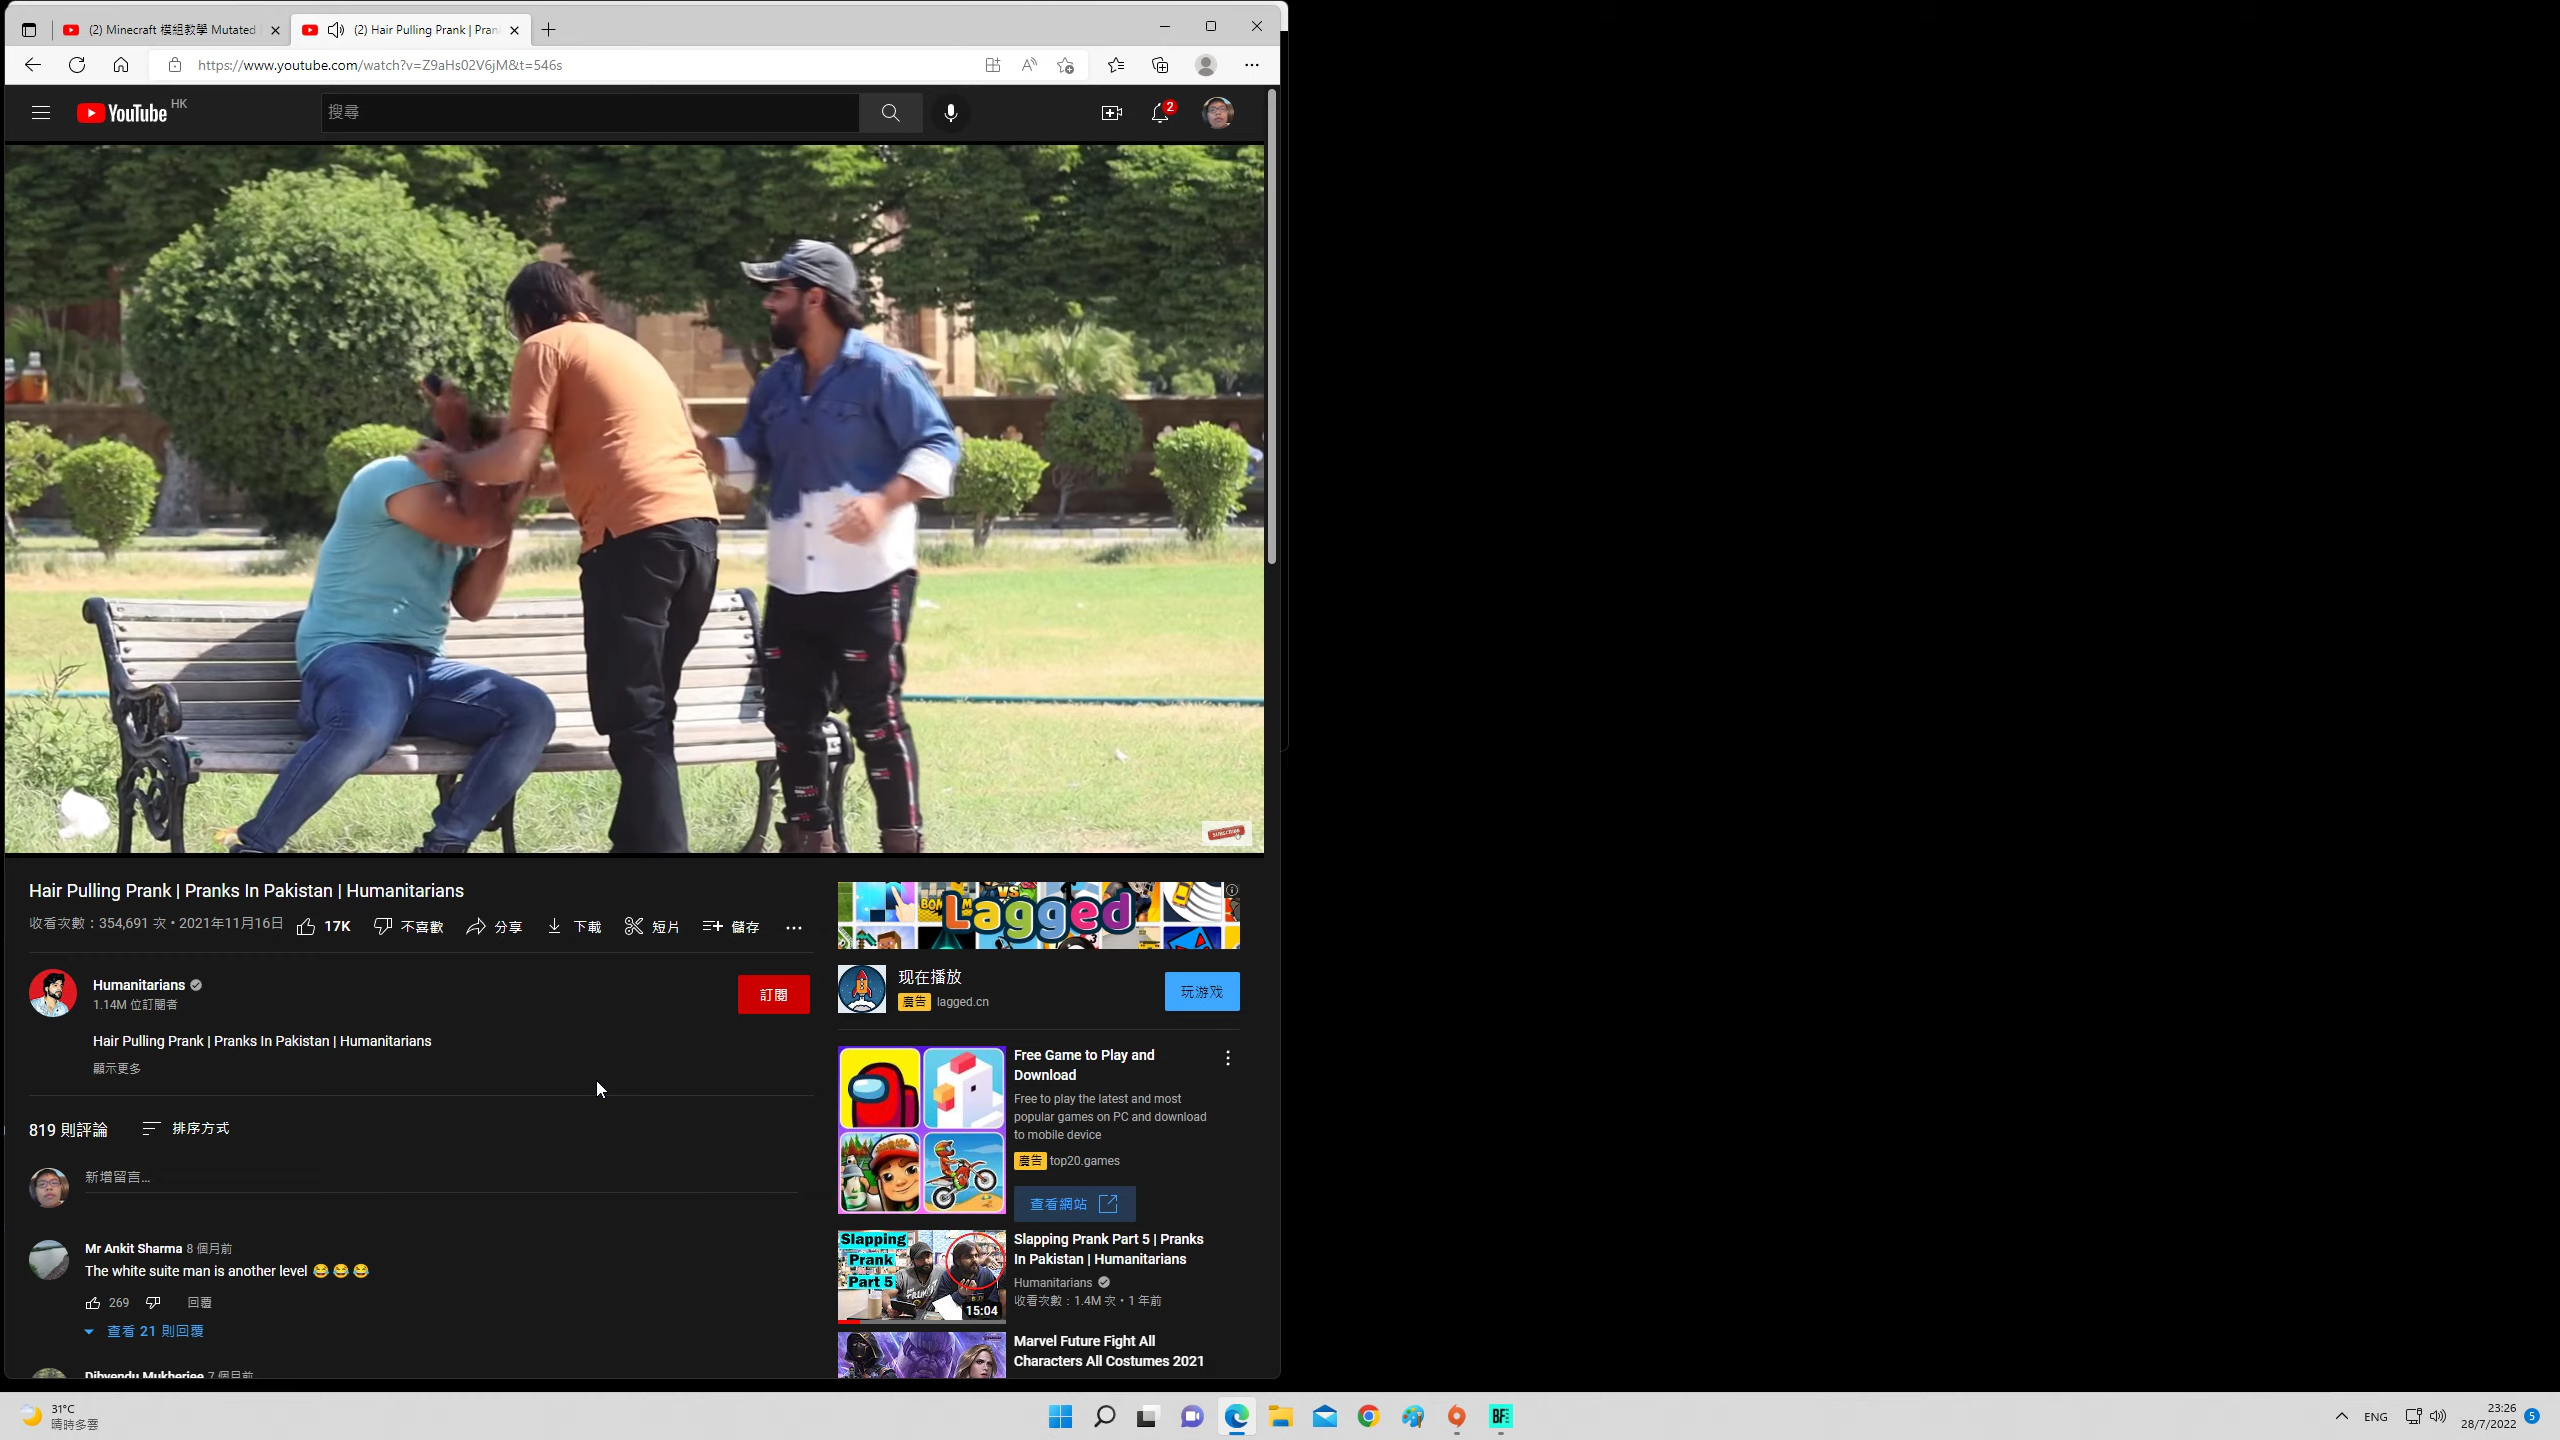 (2) Minecraft 模組教學 Mutated
(2) Hair Pulling Prank | Pran
https://www.youtube.com/watch?v=Z9aHs02V6jM&t=546s
YouTube HK
搜尋
2
SUBSCRIBE
Hair Pulling Prank | Pranks In Pakistan | Humanitarians
收看次數：354,691 次 • 2021年11月16日
17K
不喜歡
分享
下載
短片
儲存
Humanitarians
1.14M 位訂閱者
訂閱
Hair Pulling Prank | Pranks In Pakistan | Humanitarians
顯示更多
819 則評論
排序方式
新增留言...
Mr Ankit Sharma 8 個月前
The white suite man is another level 😂 😂 😂
269
回覆
查看 21 則回覆
Dibyendu Mukherjee 7 個月前
Lagged
现在播放
廣告 lagged.cn
玩游戏
Free Game to Play and
Download
Free to play the latest and most
popular games on PC and download
to mobile device
廣告 top20.games
查看網站
Slapping
Prank
Part 5
15:04
Slapping Prank Part 5 | Pranks
In Pakistan | Humanitarians
Humanitarians
收看次數：1.4M 次 • 1 年前
Marvel Future Fight All
Characters All Costumes 2021
31°C
晴時多雲
BF
ENG
23:26
28/7/2022
5